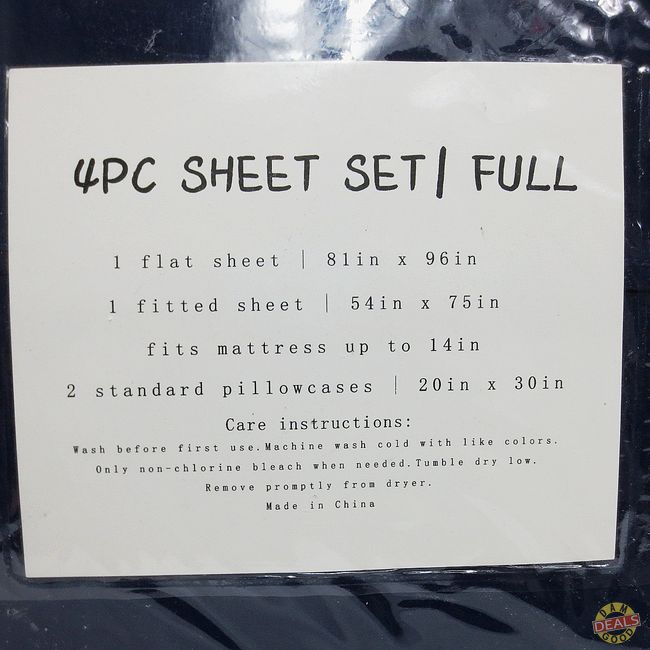 4PC SHEET SET| FULL
1 flat sheet | 81in x 96in
1 fitted sheet | 54in x 75in
fits mattress up to 14in
2 standard pillowcases | 20in x 30in
Care instructions:
Wash before first use.Machine wash cold with like colors.
Only non-chlorine bleach when needed.Tumble dry low.
Remove promptly from dryer.
Made in China
DAM
DEALS
GOOD